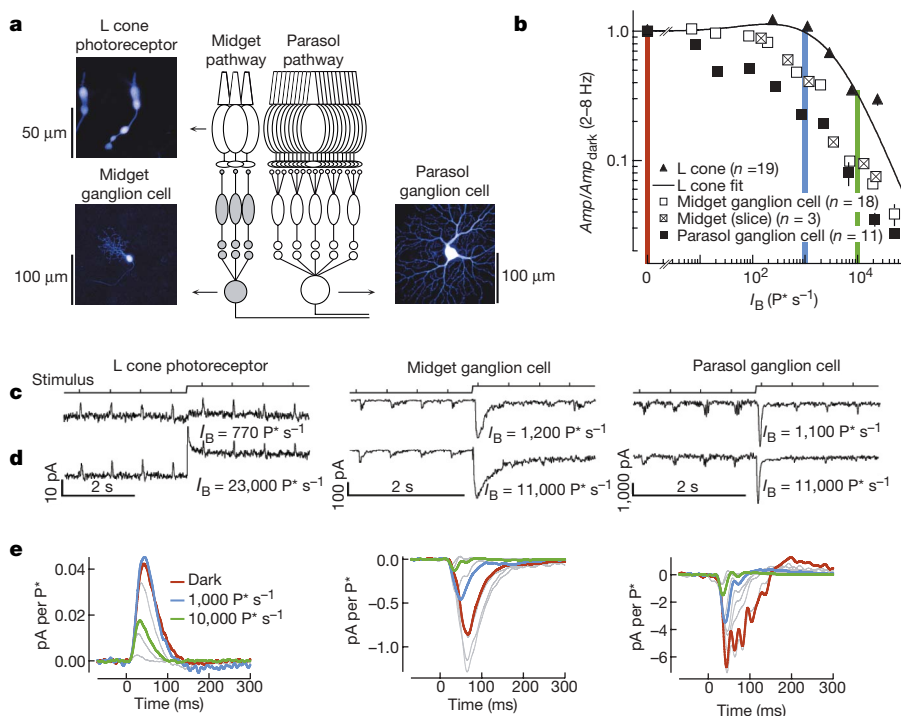 a
L cone photoreceptor
Midget pathway
Parasol pathway
50 μm
Midget ganglion cell
100 μm
Parasol ganglion cell
100 μm
b
Amp/Amp_dark (2–8 Hz)
1.0
0.1
L cone (n =19)
L cone fit
Midget ganglion cell (n = 18)
Midget (slice) (n = 3)
Parasol ganglion cell (n = 11)
0
10²
10⁴
I_B (P* s⁻¹)
c
L cone photoreceptor
Midget ganglion cell
Parasol ganglion cell
Stimulus
I_B = 770 P* s⁻¹
I_B = 1,200 P* s⁻¹
I_B = 1,100 P* s⁻¹
d
10 pA
2 s
I_B = 23,000 P* s⁻¹
100 pA
2 s
I_B = 11,000 P* s⁻¹
1,000 pA
2 s
I_B = 11,000 P* s⁻¹
e
pA per P*
0.04
0.02
0.00
Dark
1,000 P* s⁻¹
10,000 P* s⁻¹
0 100 200 300
Time (ms)
pA per P*
0.0
−0.5
−1.0
0 100 200 300
Time (ms)
pA per P*
0
−2
−4
−6
0 100 200 300
Time (ms)